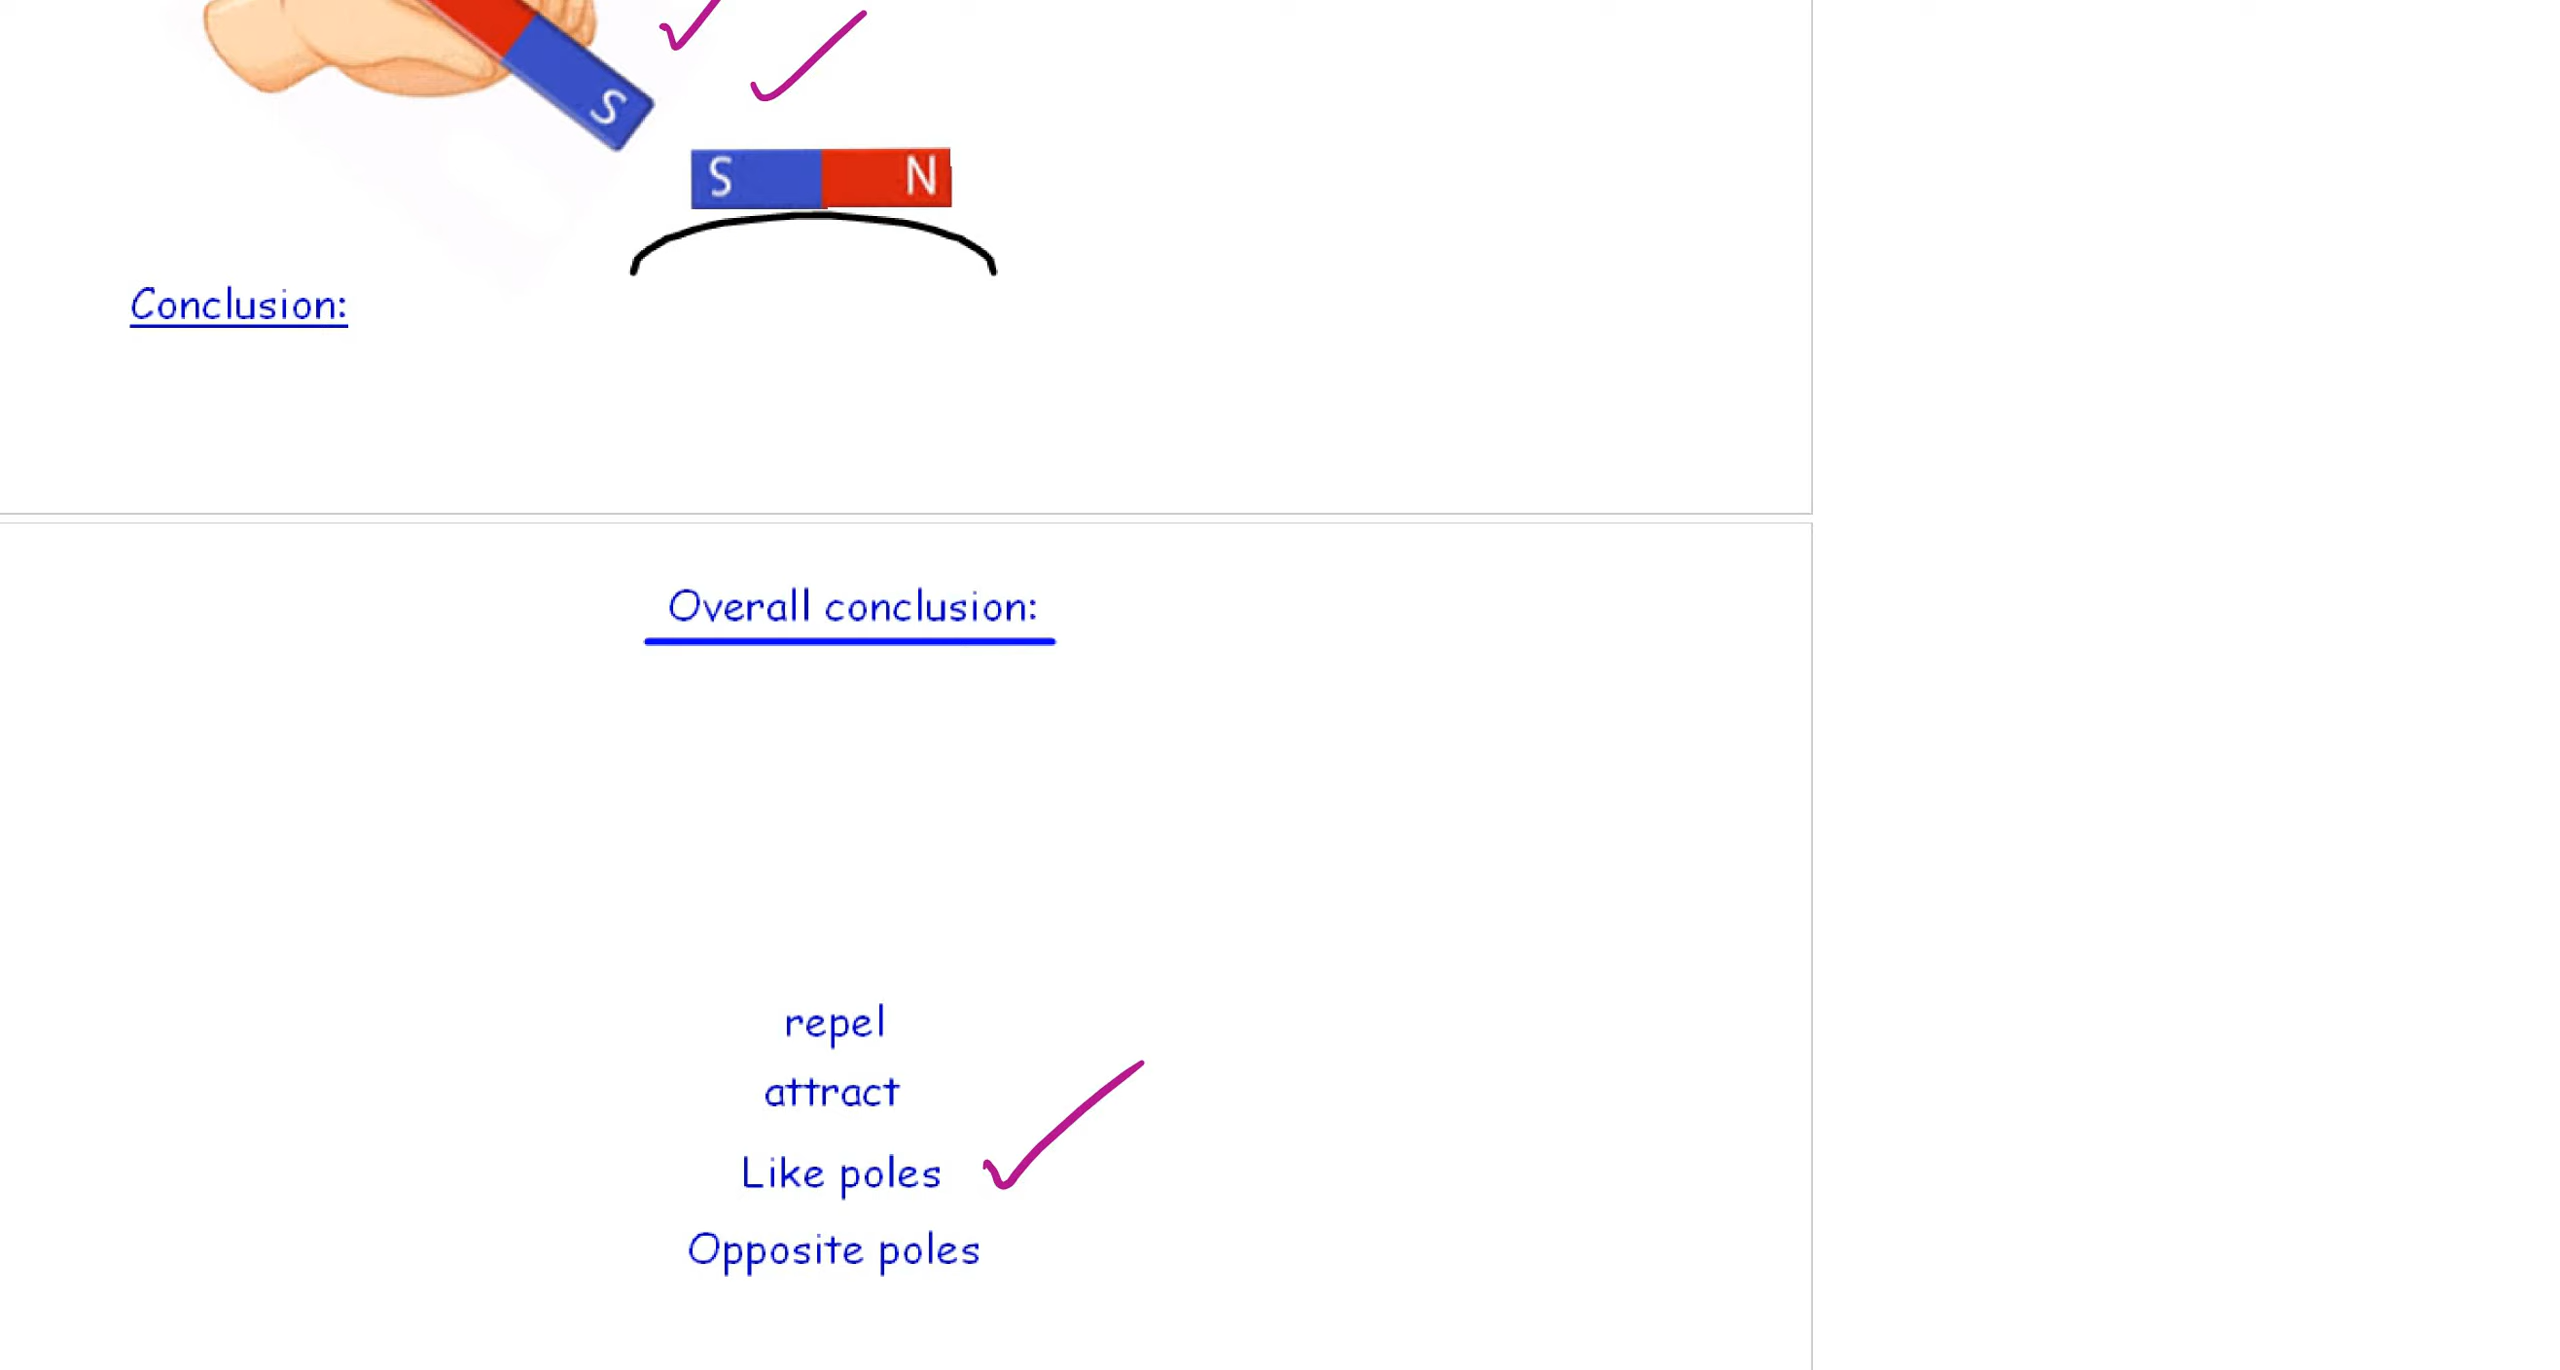 S
S N
Conclusion:
Overall conclusion:
repel
attract
Like poles
Opposite poles